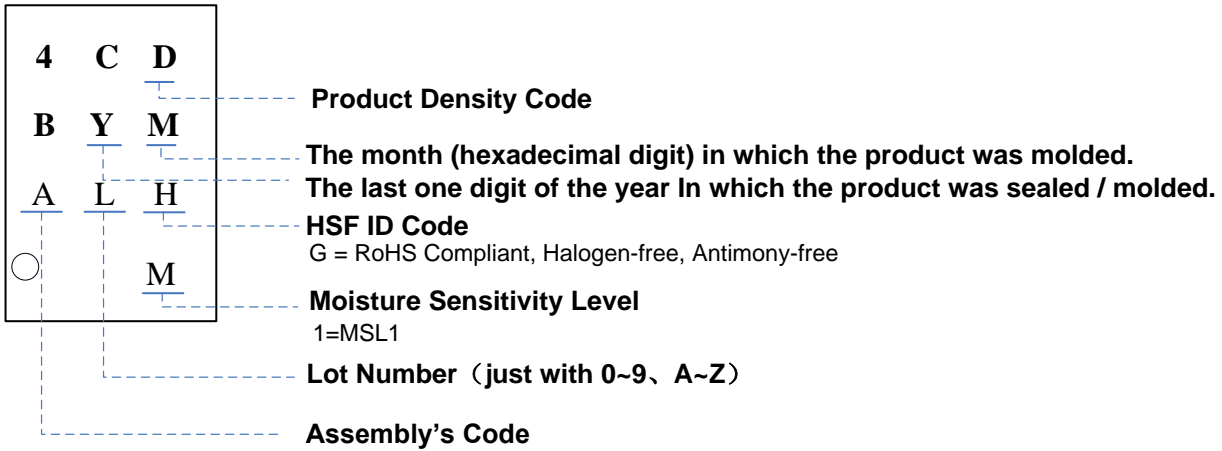 4 C D
Product Density Code
B Y M
The month (hexadecimal digit) in which the product was molded.
The last one digit of the year In which the product was sealed / molded.
A L H
HSF ID Code
G = RoHS Compliant, Halogen-free, Antimony-free
M
Moisture Sensitivity Level
1=MSL1
Lot Number（just with 0~9、A~Z）
Assembly's Code